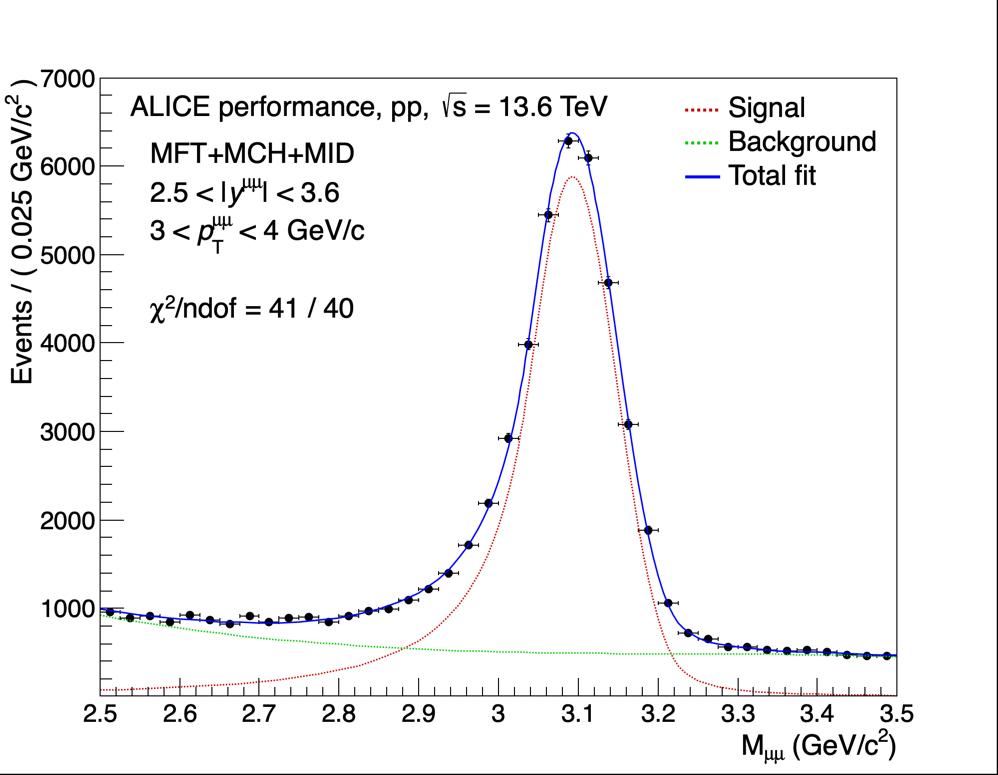 ALICE performance, pp, √s = 13.6 TeV
MFT+MCH+MID
2.5 < |y^μμ| < 3.6
3 < p_T^μμ < 4 GeV/c
χ²/ndof = 41 / 40
Signal
Background
Total fit
Events / ( 0.025 GeV/c² )
7000
6000
5000
4000
3000
2000
1000
2.5 2.6 2.7 2.8 2.9 3 3.1 3.2 3.3 3.4 3.5
M_μμ (GeV/c²)